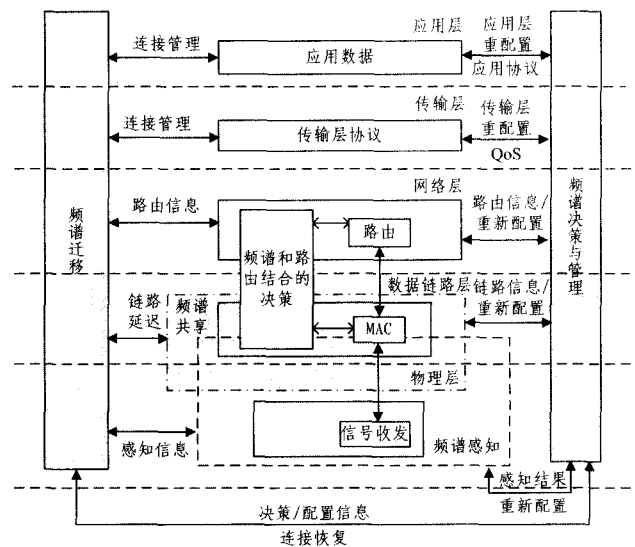 应用层
应用层
重配置
连接管理
应用数据
应用协议
传输层
传输层
重配置
连接管理
传输层协议
QoS
网络层
路由信息
路由
路由信息/
重新配置
频谱迁移
频谱和路
由结合的
决策
频谱决策与管理
数据链路层
链路信息/
重新配置
链路
延迟
频谱
共享
MAC
物理层
信号收发
感知信息
频谱感知
感知结果
重新配置
决策/配置信息
连接恢复